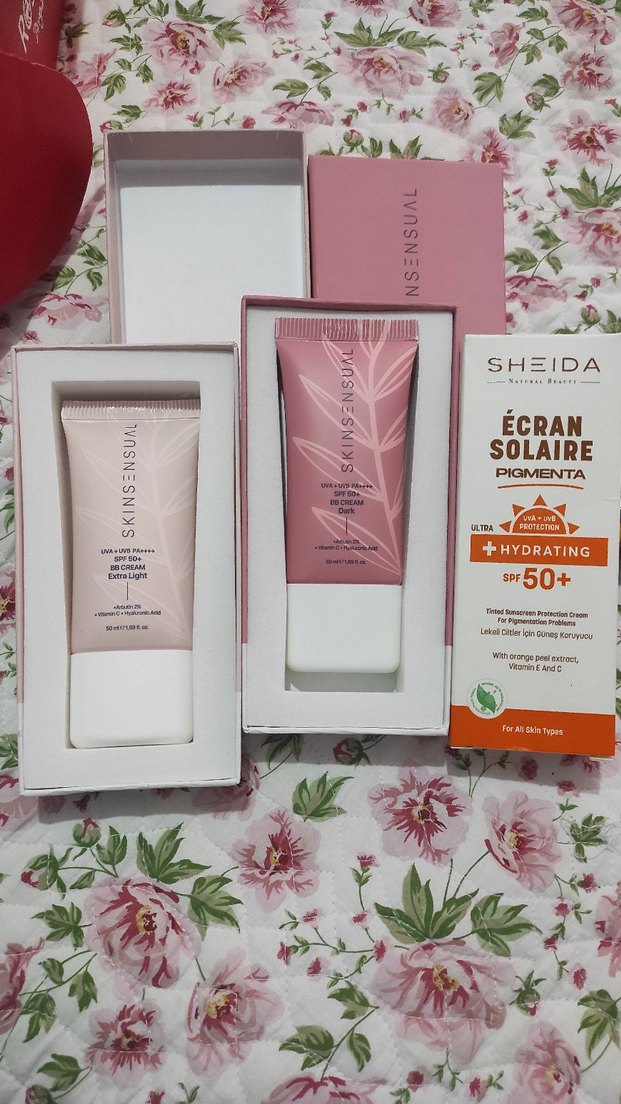 SKINSENSUAL
UVA + UVB PA++++
SPF 50+
BB CREAM
Extra Light
+Arbutin 2%
+Vitamin C + Hyaluronic Acid
50 ml e 1,69 fl. oz.
NSENSUAL
SKINSENSUAL
UVA + UVB PA++++
SPF 50+
BB CREAM
Dark
+Arbutin 2%
+Vitamin C + Hyaluronic Acid
50 ml e 1,69 fl. oz.
SHEIDA
NATURAL BEAUTY
ÉCRAN
SOLAIRE
PIGMENTA
UVA + UVB
PROTECTION
ULTRA
+HYDRATING
SPF 50+
Tinted Sunscreen Protection Cream
For Pigmentation Problems
Lekeli Ciltler İçin Güneş Koruyucu
With orange peel extract,
Vitamin E And C
For All Skin Types